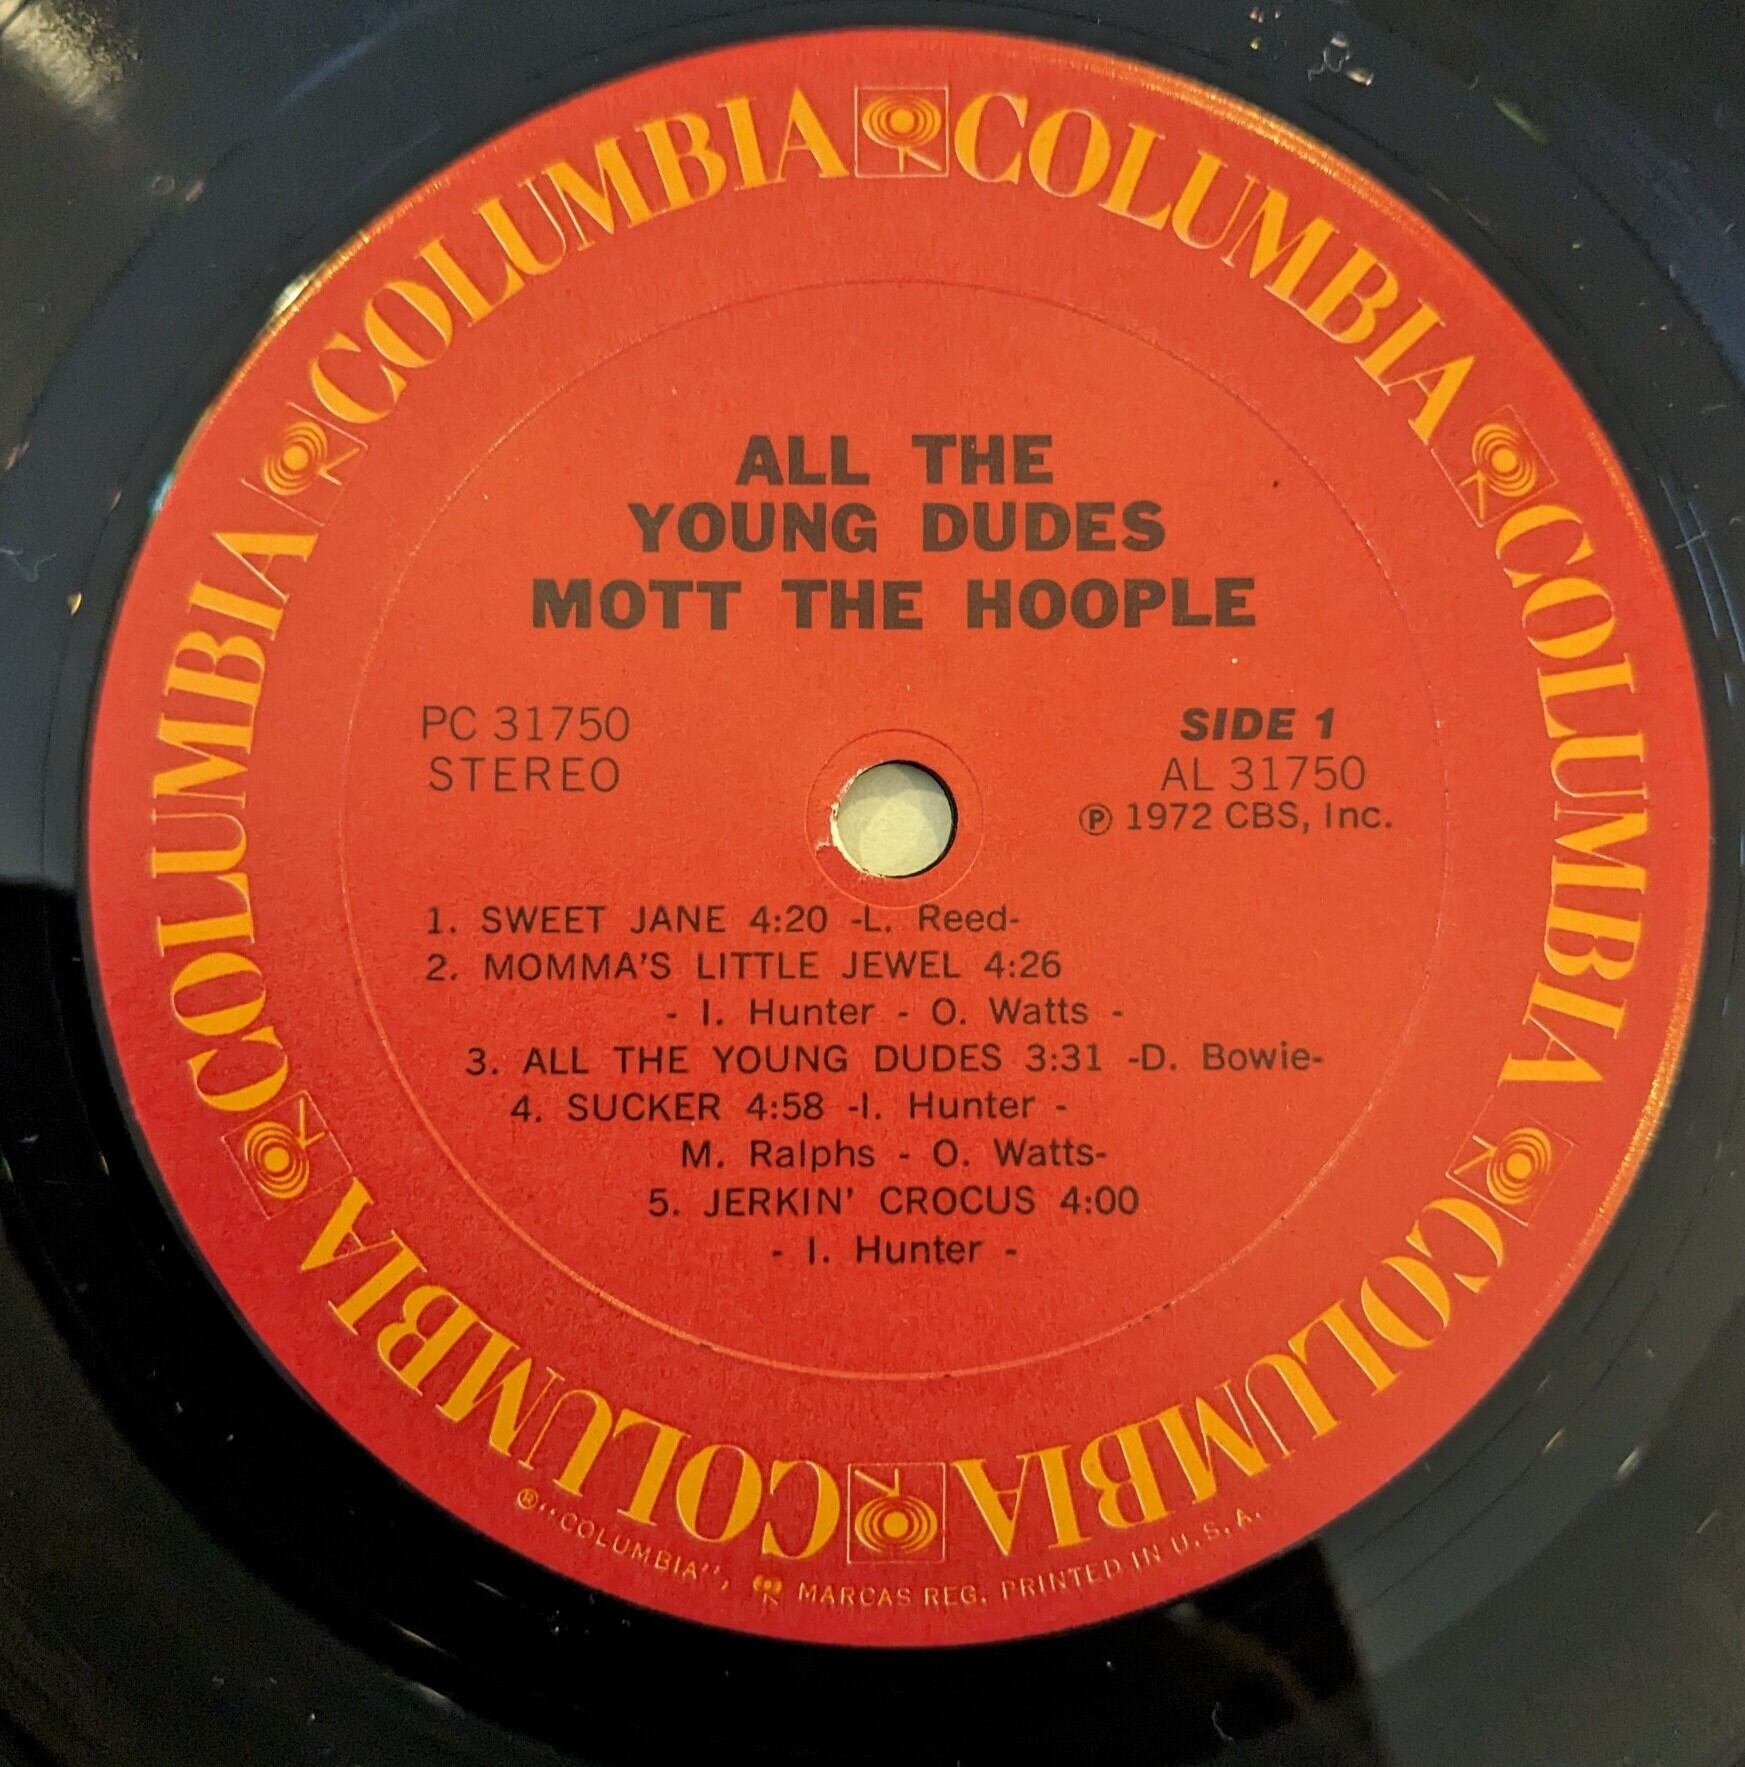 COLUMBIA COLUMBIA COLUMBIA COLUMBIA COLUMBIA COLUMBIA
ALL THE
YOUNG DUDES
MOTT THE HOOPLE
PC 31750
STEREO
SIDE 1
AL 31750
Ⓟ 1972 CBS, Inc.
1. SWEET JANE 4:20 -L. Reed-
2. MOMMA'S LITTLE JEWEL 4:26
- I. Hunter - O. Watts -
3. ALL THE YOUNG DUDES 3:31 -D. Bowie-
4. SUCKER 4:58 -I. Hunter -
M. Ralphs - O. Watts-
5. JERKIN' CROCUS 4:00
- I. Hunter -
®"COLUMBIA", MARCAS REG. PRINTED IN U.S.A.